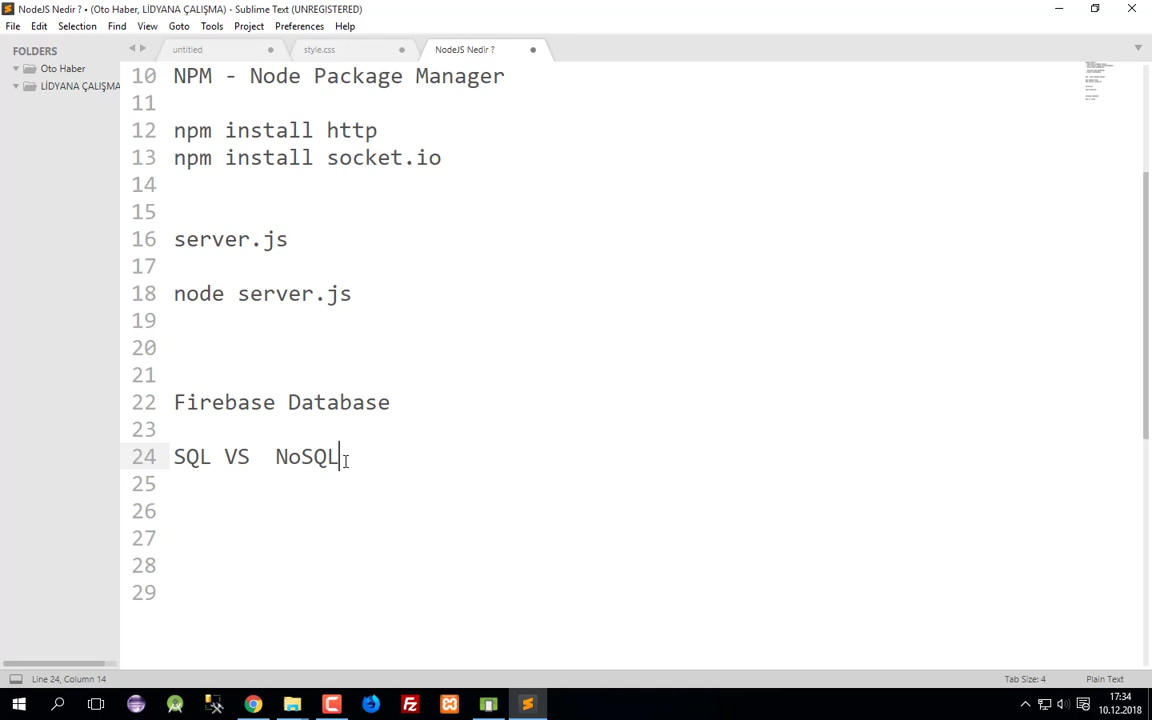 NodeJS Nedir ? • (Oto Haber, LİDYANA ÇALIŞMA) - Sublime Text (UNREGISTERED)
File Edit Selection Find View Goto Tools Project Preferences Help
FOLDERS
Oto Haber
LİDYANA ÇALIŞMA
untitled
style.css
NodeJS Nedir ?
10 NPM - Node Package Manager
11
12 npm install http
13 npm install socket.io
14
15
16 server.js
17
18 node server.js
19
20
21
22 Firebase Database
23
24 SQL VS  NoSQL
25
26
27
28
29
Line 24, Column 14
Tab Size: 4
Plain Text
17:34
10.12.2018